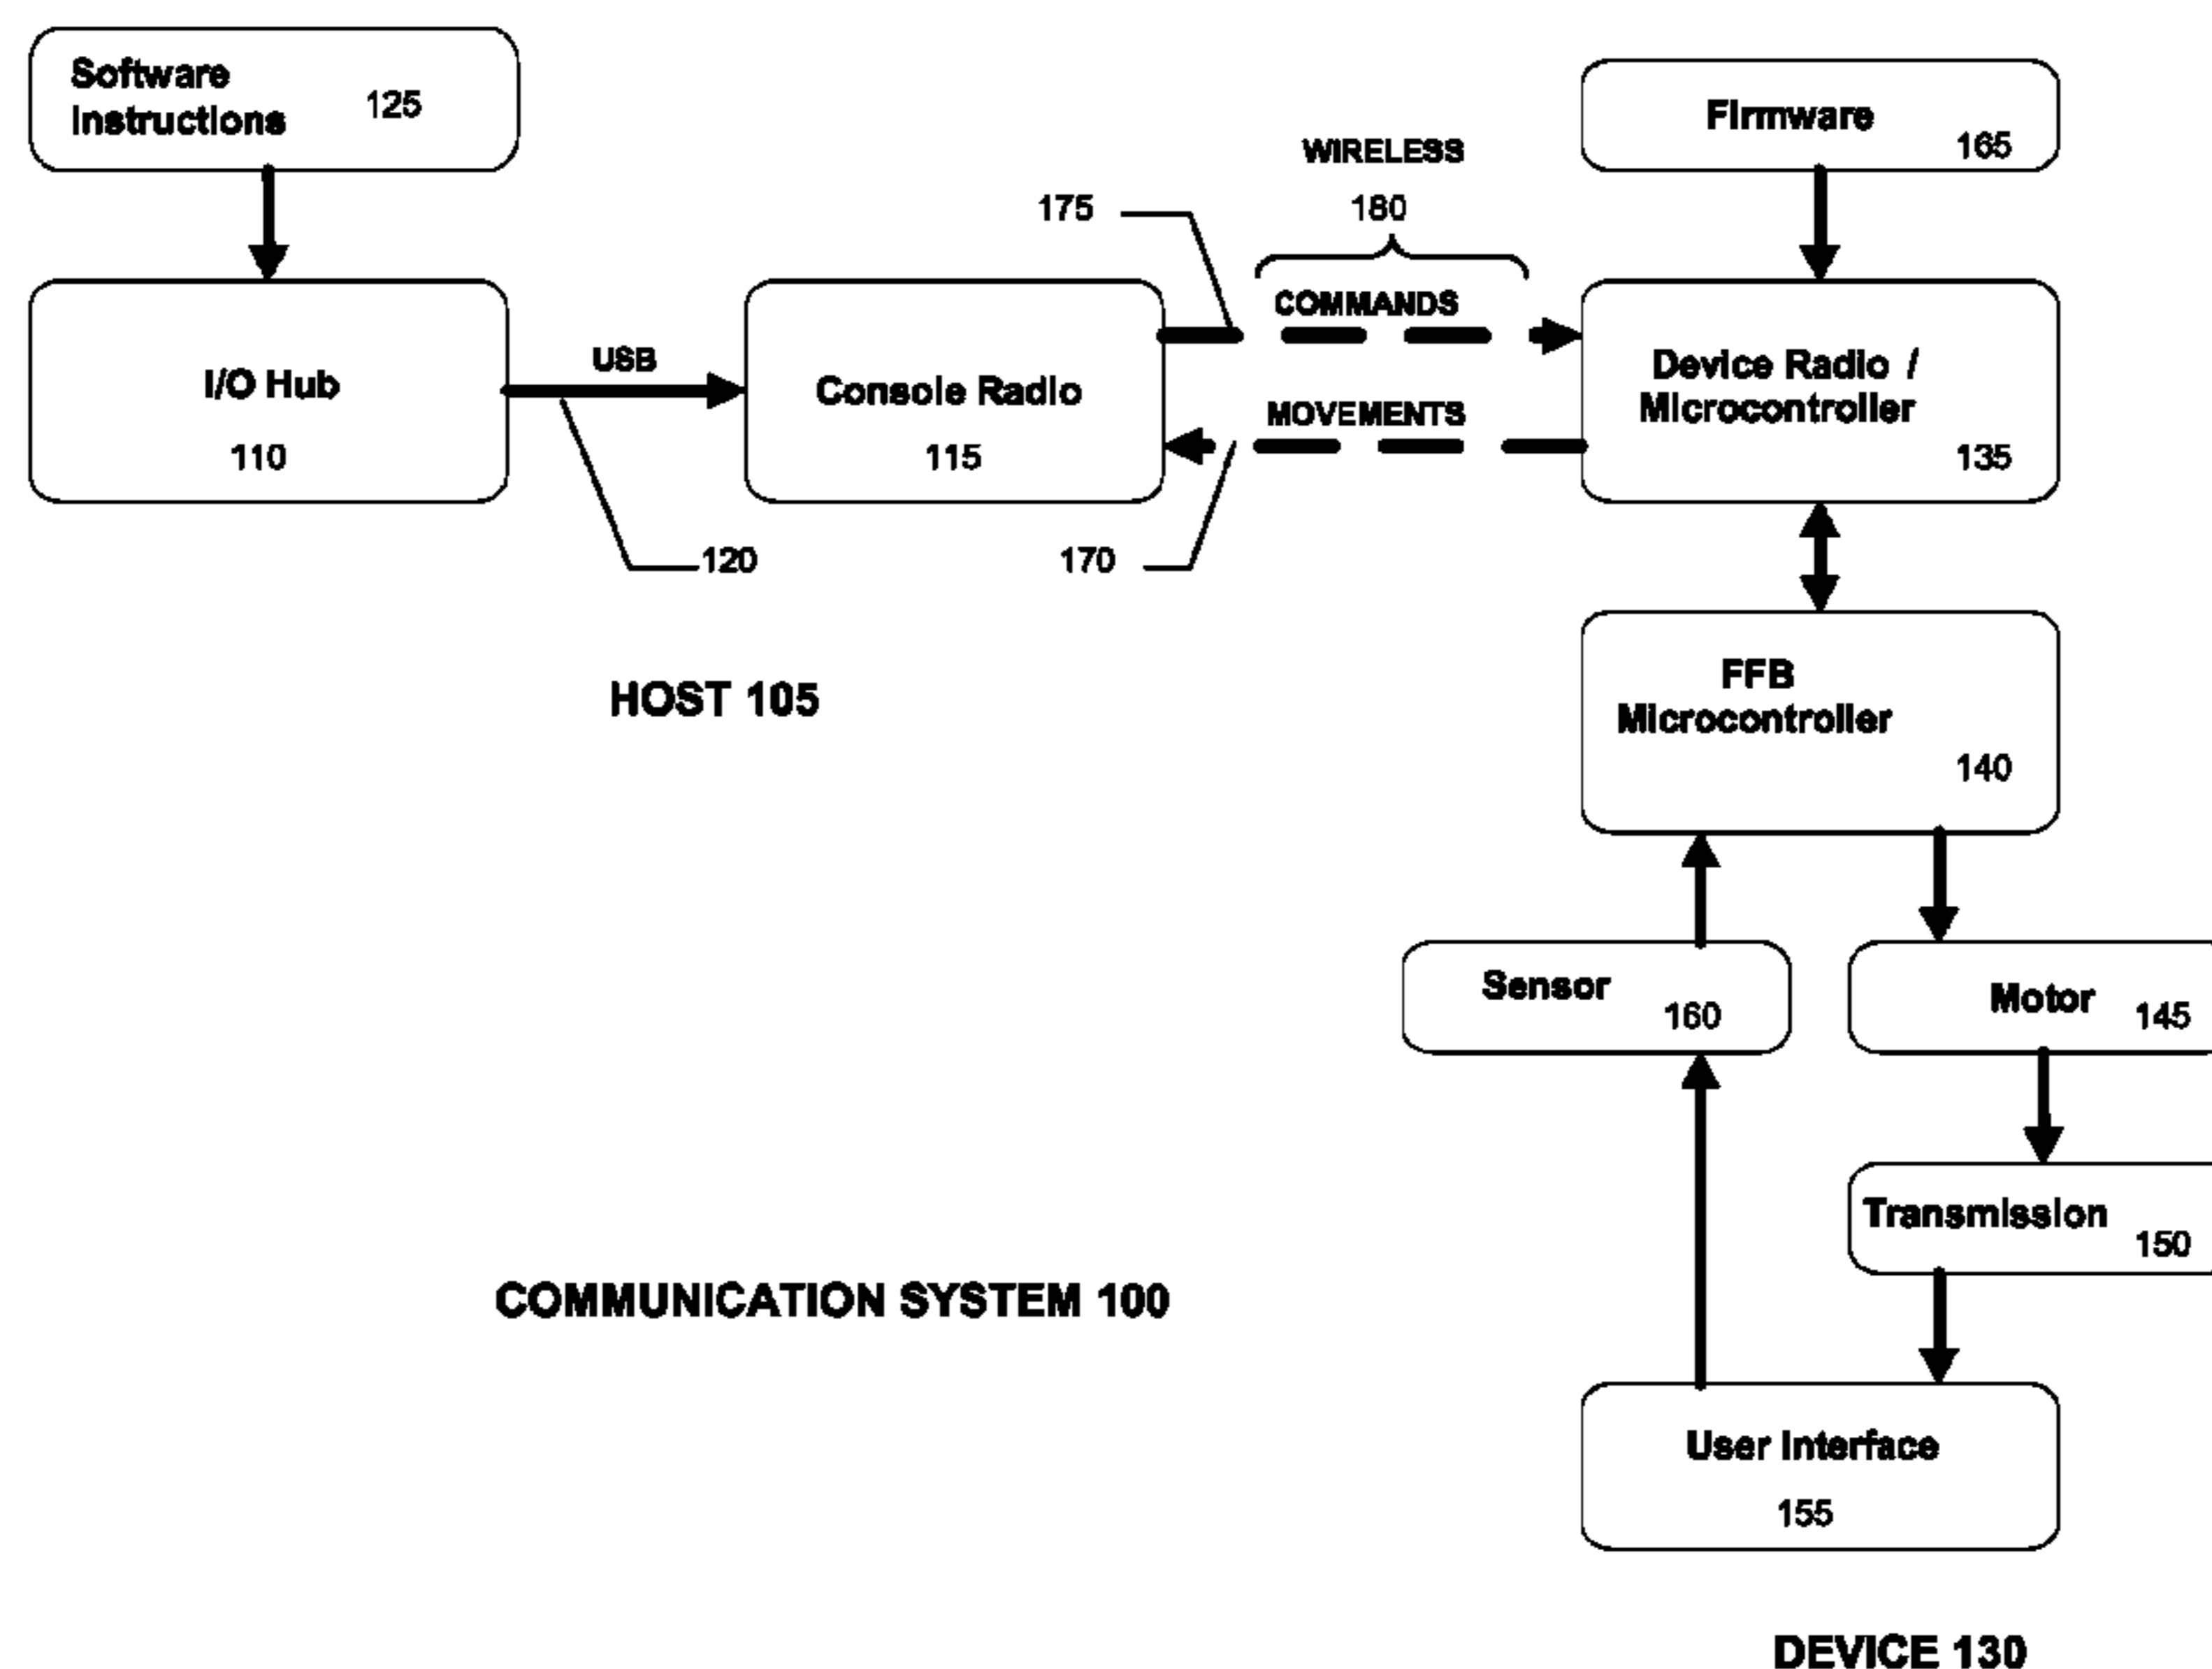 Software
Instructions 125
Firmware
165
WIRELESS
180
175
COMMANDS
I/O Hub
110
USB
120
Console Radio
115
MOVEMENTS
170
Device Radio /
Microcontroller
135
HOST 105
FFB
Microcontroller
140
Sensor
160
Motor
145
Transmission
150
COMMUNICATION SYSTEM 100
User Interface
155
DEVICE 130